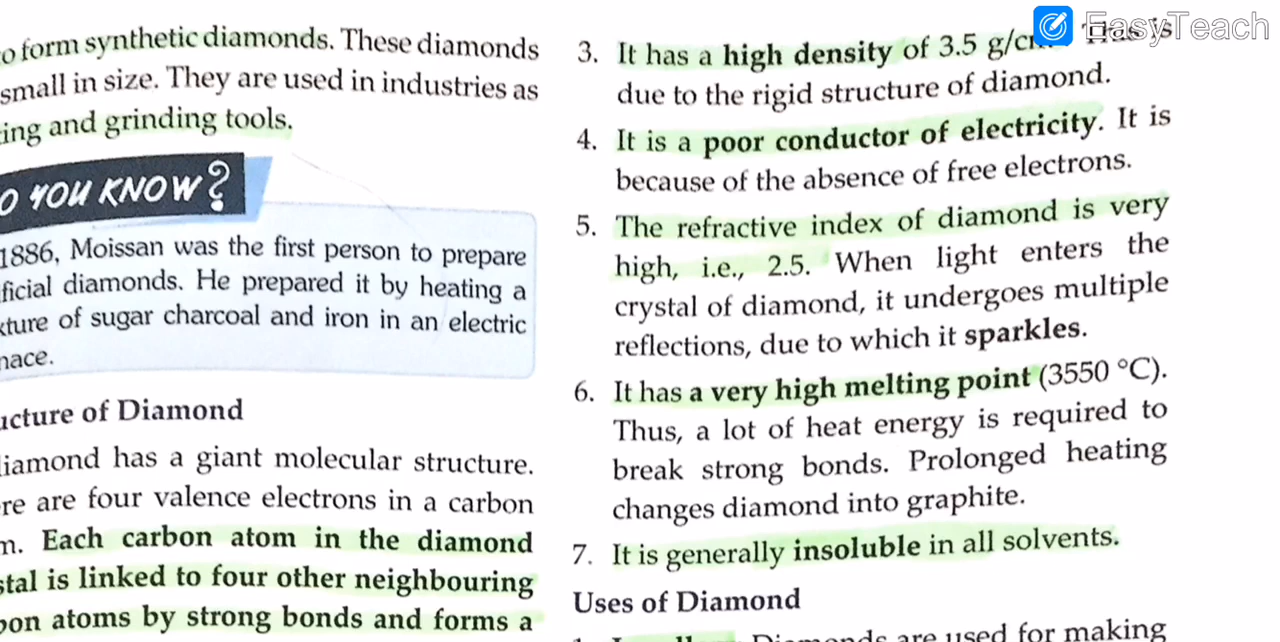 o form synthetic diamonds. These diamonds
small in size. They are used in industries as
ing and grinding tools.
O YOU KNOW?
1886, Moissan was the first person to prepare
ficial diamonds. He prepared it by heating a
xture of sugar charcoal and iron in an electric
nace.
ucture of Diamond
iamond has a giant molecular structure.
re are four valence electrons in a carbon
m. Each carbon atom in the diamond
stal is linked to four other neighbouring
bon atoms by strong bonds and forms a
EasyTeach
3. It has a high density of 3.5 This is
due to the rigid structure of diamond.
4. It is a poor conductor of electricity. It is
because of the absence of free electrons.
5. The refractive index of diamond is very
high, i.e., 2.5. When light enters the
crystal of diamond, it undergoes multiple
reflections, due to which it sparkles.
6. It has a very high melting point (3550 °C).
Thus, a lot of heat energy is required to
break strong bonds. Prolonged heating
changes diamond into graphite.
7. It is generally insoluble in all solvents.
Uses of Diamond
are used for making